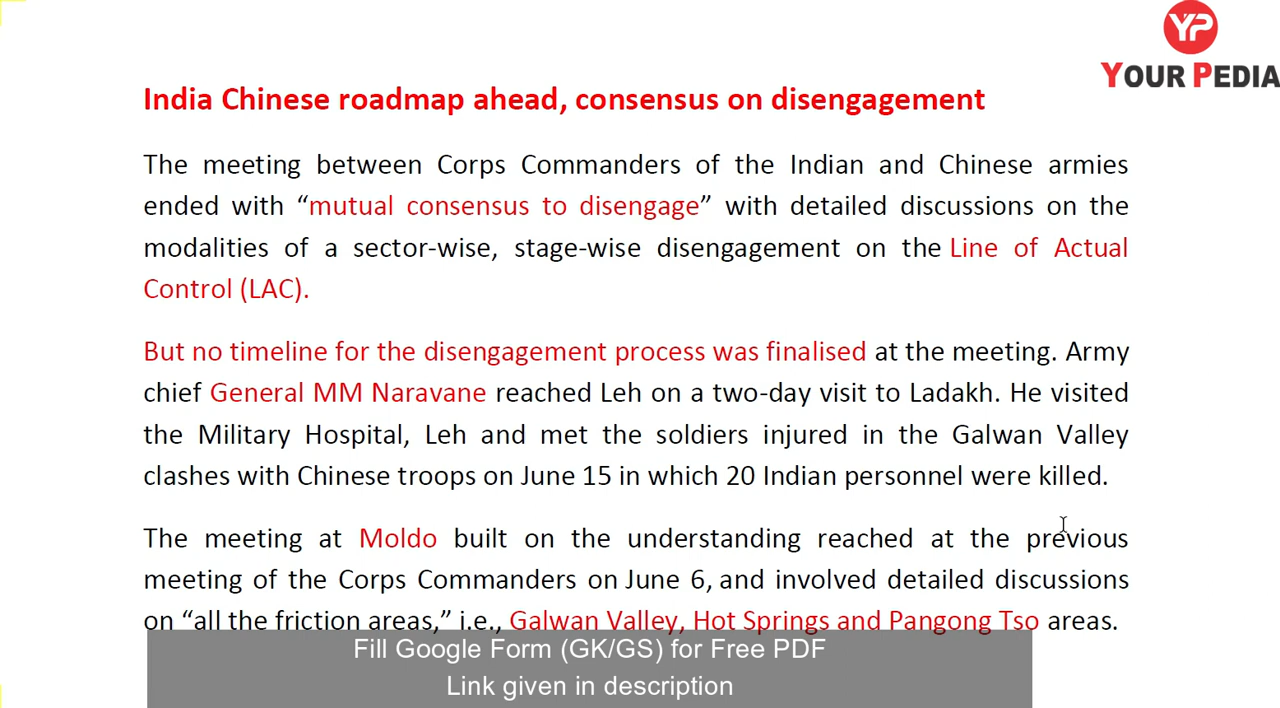 YP
YOUR PEDIA
India Chinese roadmap ahead, consensus on disengagement
The meeting between Corps Commanders of the Indian and Chinese armies
ended with “mutual consensus to disengage” with detailed discussions on the
modalities of a sector-wise, stage-wise disengagement on the Line of Actual
Control (LAC).
But no timeline for the disengagement process was finalised at the meeting. Army
chief General MM Naravane reached Leh on a two-day visit to Ladakh. He visited
the Military Hospital, Leh and met the soldiers injured in the Galwan Valley
clashes with Chinese troops on June 15 in which 20 Indian personnel were killed.
The meeting at Moldo built on the understanding reached at the previous
meeting of the Corps Commanders on June 6, and involved detailed discussions
on “all the friction areas,” i.e., Galwan Valley, Hot Springs and Pangong Tso areas.
Fill Google Form (GK/GS) for Free PDF
Link given in description